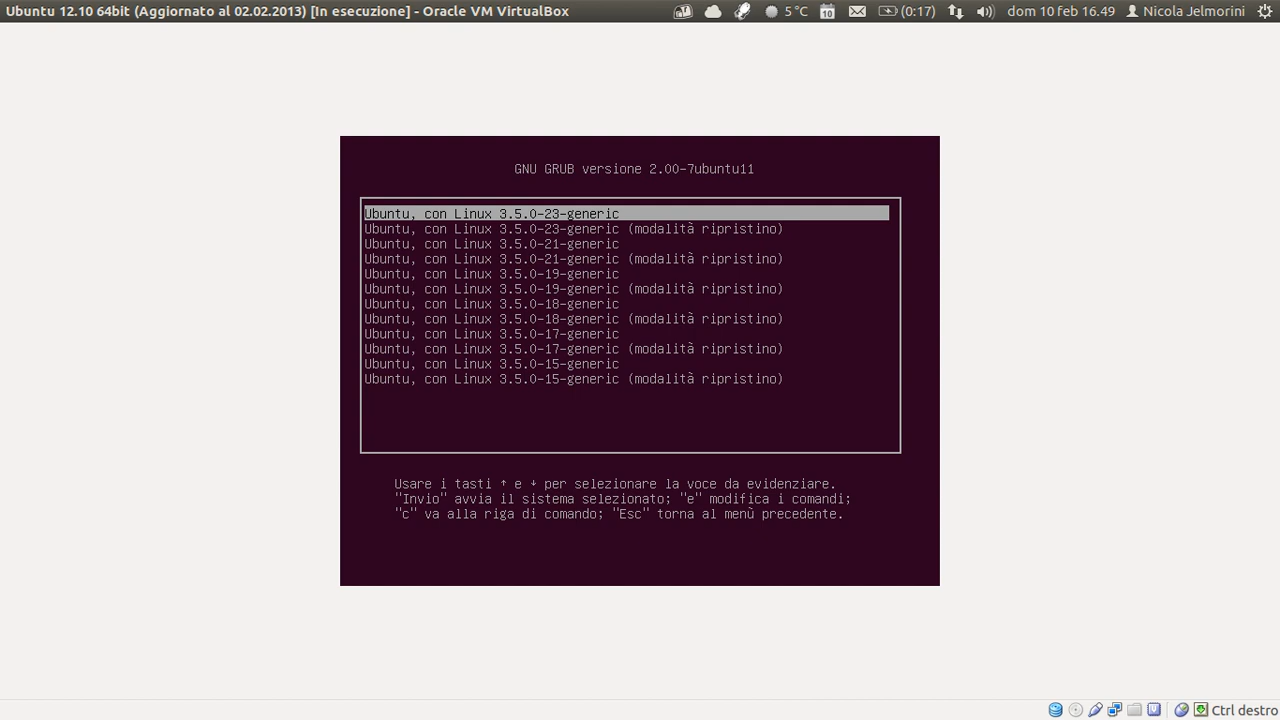 Ubuntu 12.10 64bit (Aggiornato al 02.02.2013) [In esecuzione] - Oracle VM VirtualBox
5 °C
10
(0:17)
dom 10 feb 16.49
Nicola Jelmorini
GNU GRUB versione 2.00-7ubuntu11
Ubuntu, con Linux 3.5.0-23-generic
Ubuntu, con Linux 3.5.0-23-generic (modalità ripristino)
Ubuntu, con Linux 3.5.0-21-generic
Ubuntu, con Linux 3.5.0-21-generic (modalità ripristino)
Ubuntu, con Linux 3.5.0-19-generic
Ubuntu, con Linux 3.5.0-19-generic (modalità ripristino)
Ubuntu, con Linux 3.5.0-18-generic
Ubuntu, con Linux 3.5.0-18-generic (modalità ripristino)
Ubuntu, con Linux 3.5.0-17-generic
Ubuntu, con Linux 3.5.0-17-generic (modalità ripristino)
Ubuntu, con Linux 3.5.0-15-generic
Ubuntu, con Linux 3.5.0-15-generic (modalità ripristino)
Usare i tasti ↑ e ↓ per selezionare la voce da evidenziare.
"Invio" avvia il sistema selezionato; "e" modifica i comandi;
"c" va alla riga di comando; "Esc" torna al menù precedente.
Ctrl destro